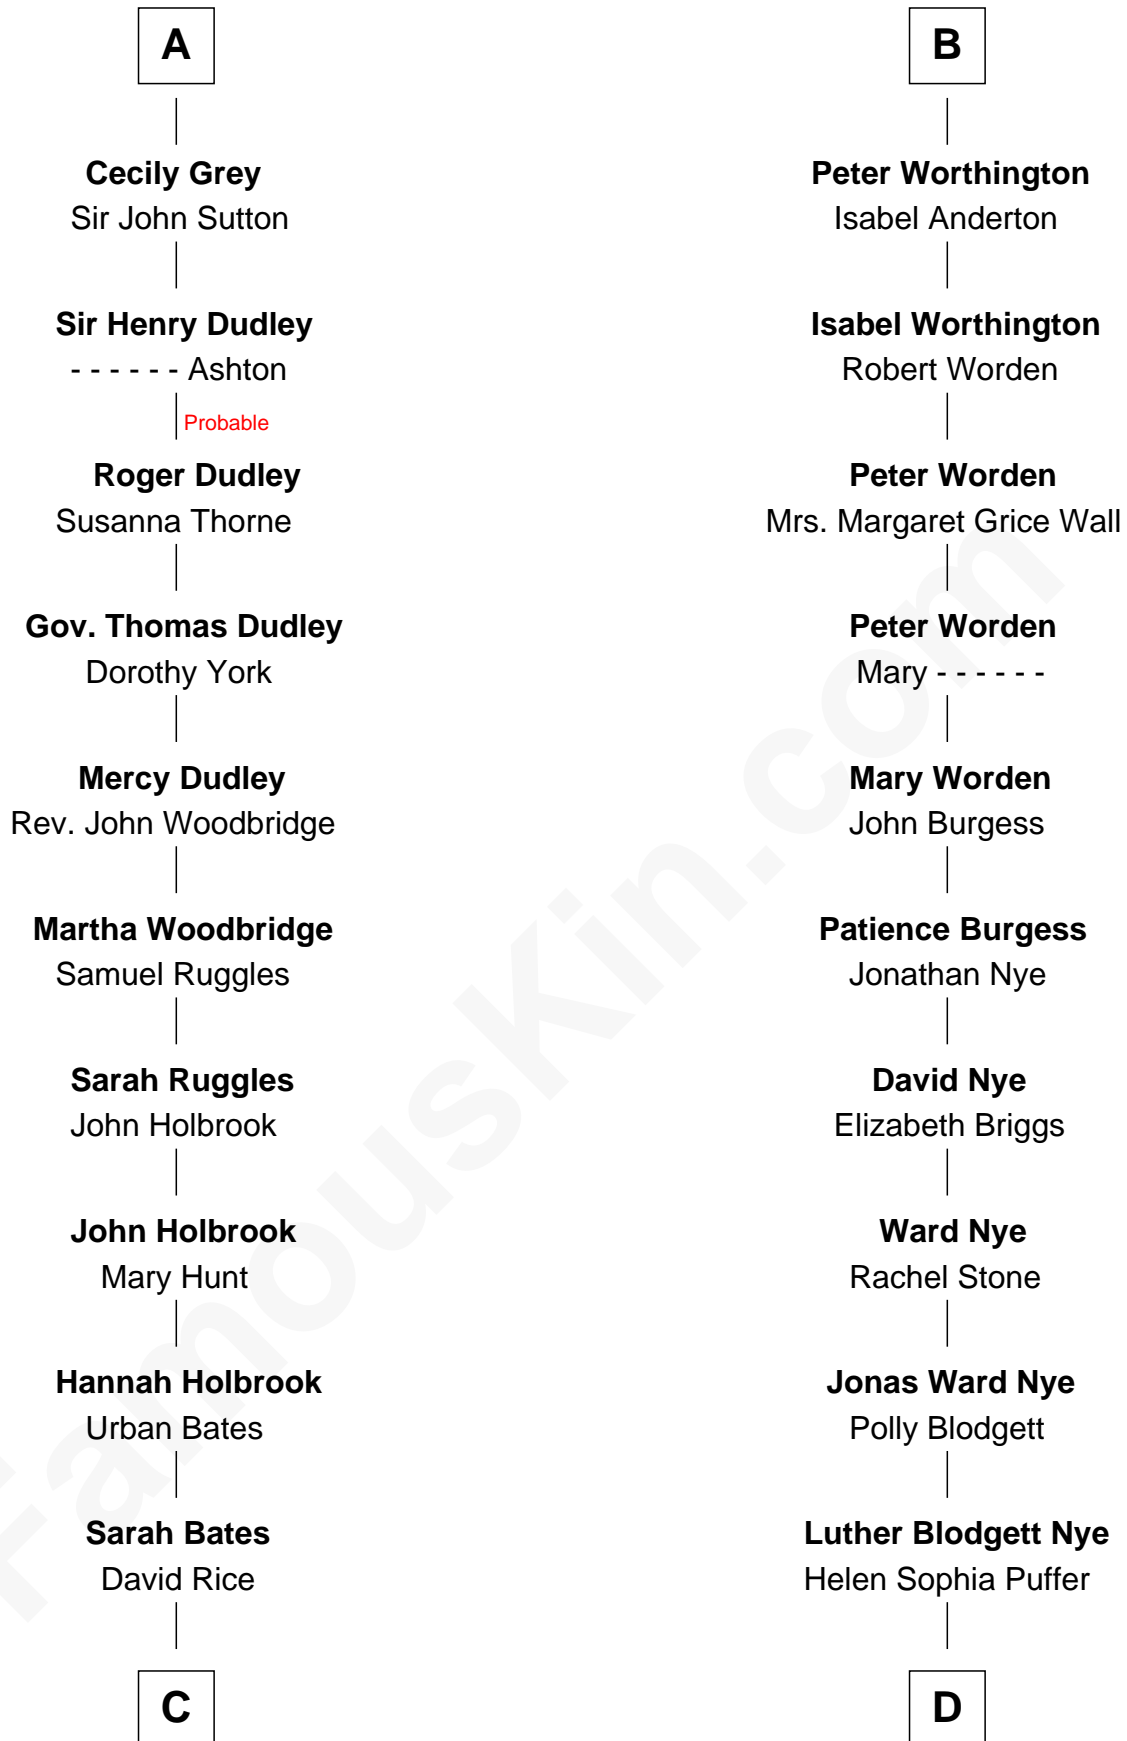 A
Cecily Grey
Sir John Sutton
Sir Henry Dudley
- - - - - - Ashton
Probable
Roger Dudley
Susanna Thorne
Gov. Thomas Dudley
Dorothy York
Mercy Dudley
Rev. John Woodbridge
Martha Woodbridge
Samuel Ruggles
Sarah Ruggles
John Holbrook
John Holbrook
Mary Hunt
Hannah Holbrook
Urban Bates
Sarah Bates
David Rice
C
B
Peter Worthington
Isabel Anderton
Isabel Worthington
Robert Worden
Peter Worden
Mrs. Margaret Grice Wall
Peter Worden
Mary - - - - - -
Mary Worden
John Burgess
Patience Burgess
Jonathan Nye
David Nye
Elizabeth Briggs
Ward Nye
Rachel Stone
Jonas Ward Nye
Polly Blodgett
Luther Blodgett Nye
Helen Sophia Puffer
D
FamousKin.com